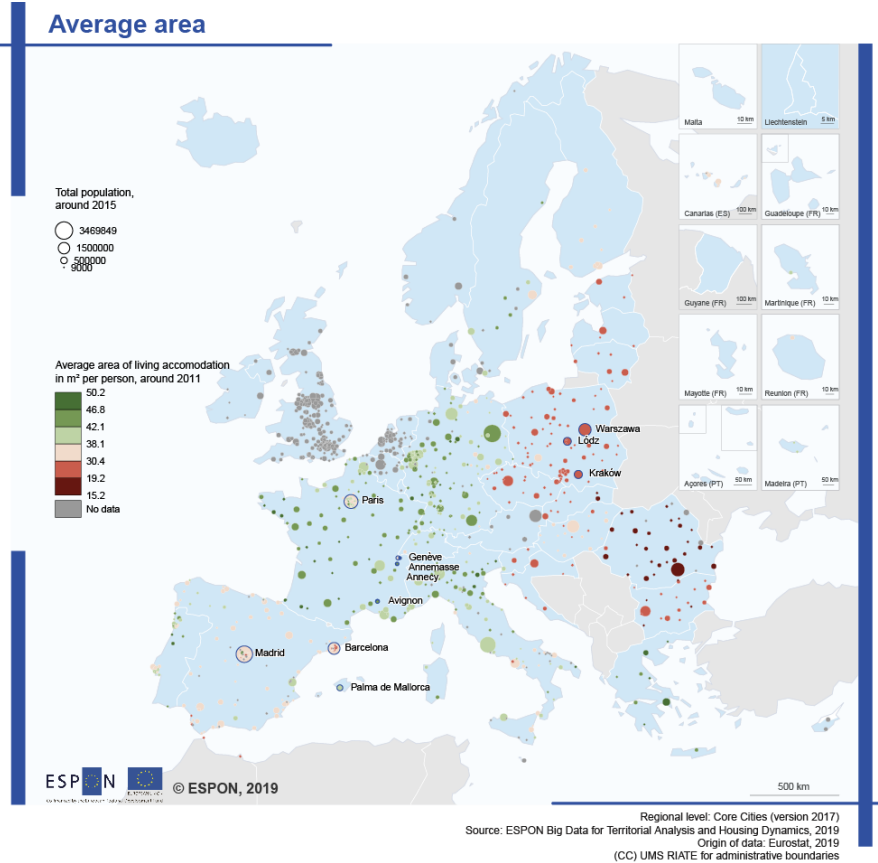 Average area
Total population,
around 2015
3469849
1500000
500000
9000
Average area of living accomodation
in m² per person, around 2011
50.2
46.8
42.1
38.1
30.4
19.2
15.2
No data
Malta
10 km
Liechtenstein
5 km
Canarias (ES)
100 km
Guadeloupe (FR)
10 km
Guyane (FR)
100 km
Martinique (FR)
10 km
Mayotte (FR)
10 km
Reunion (FR)
10 km
Açores (PT)
50 km
Madeira (PT)
50 km
Warszawa
Lódz
Kraków
Paris
Genève
Annemasse
Annecy
Avignon
Madrid
Barcelona
Palma de Mallorca
ESPON
© ESPON, 2019
500 km
Regional level: Core Cities (version 2017)
Source: ESPON Big Data for Territorial Analysis and Housing Dynamics, 2019
Origin of data: Eurostat, 2019
(CC) UMS RIATE for administrative boundaries